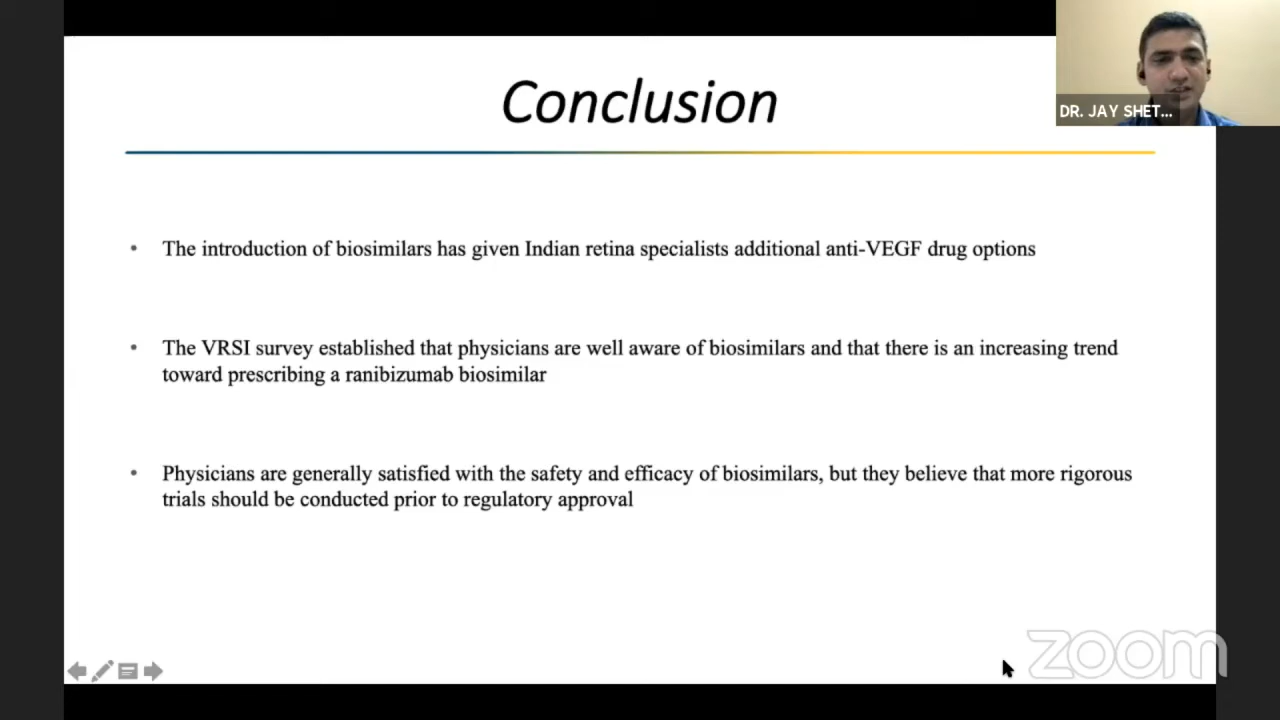 Conclusion
DR. JAY SHET...
• The introduction of biosimilars has given Indian retina specialists additional anti-VEGF drug options
• The VRSI survey established that physicians are well aware of biosimilars and that there is an increasing trend
toward prescribing a ranibizumab biosimilar
• Physicians are generally satisfied with the safety and efficacy of biosimilars, but they believe that more rigorous
trials should be conducted prior to regulatory approval
zoom